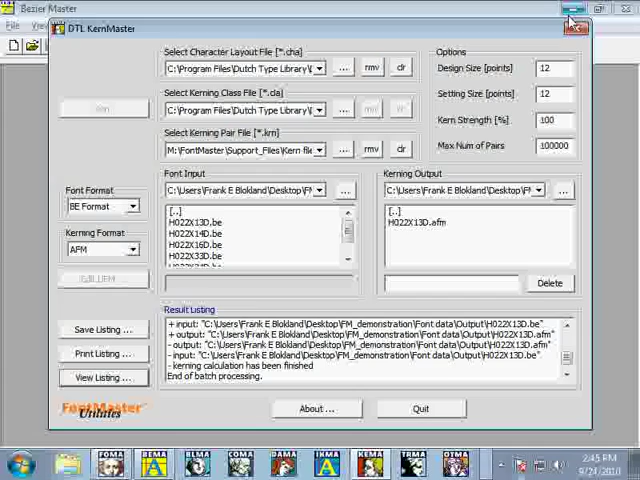 Bezier Master
File
DTL KernMaster
Select Character Layout File [*.cha]
C:\Program Files\Dutch Type Library\
... rmv clr
Select Kerning Class File [*.cla]
C:\Program Files\Dutch Type Library\
...
Select Kerning Pair File [*.krn]
M:\FontMaster\Support_Files\Kern file
... rmv clr
Options
Design Size [points] 12
Setting Size [points] 12
Kern Strength [%] 100
Max Num of Pairs 100000
Font Format
BE Format
Kerning Format
AFM
Edit UFM
Font Input
C:\Users\Frank E Blokland\Desktop\F
...
[..]
H022X13D.be
H022X14D.be
H022X16D.be
H022X33D.be
Kerning Output
C:\Users\Frank E Blokland\Desktop\F
...
[..]
H022X13D.afm
Delete
Save Listing ...
Print Listing ...
View Listing ...
Result Listing
+ input: "C:\Users\Frank E Blokland\Desktop\FM_demonstration\Font data\Output\H022X13D.be"
+ output: "C:\Users\Frank E Blokland\Desktop\FM_demonstration\Font data\Output\H022X13D.afm"
- output: "C:\Users\Frank E Blokland\Desktop\FM_demonstration\Font data\Output\H022X13D.afm"
- input: "C:\Users\Frank E Blokland\Desktop\FM_demonstration\Font data\Output\H022X13D.be"
- kerning calculation has been finished
End of batch processing.
FontMaster
Utilities
About ...
Quit
FOMA BEMA BLMA COMA DAMA IKMA KEMA TRMA OTMA
2:45 PM
9/24/2010